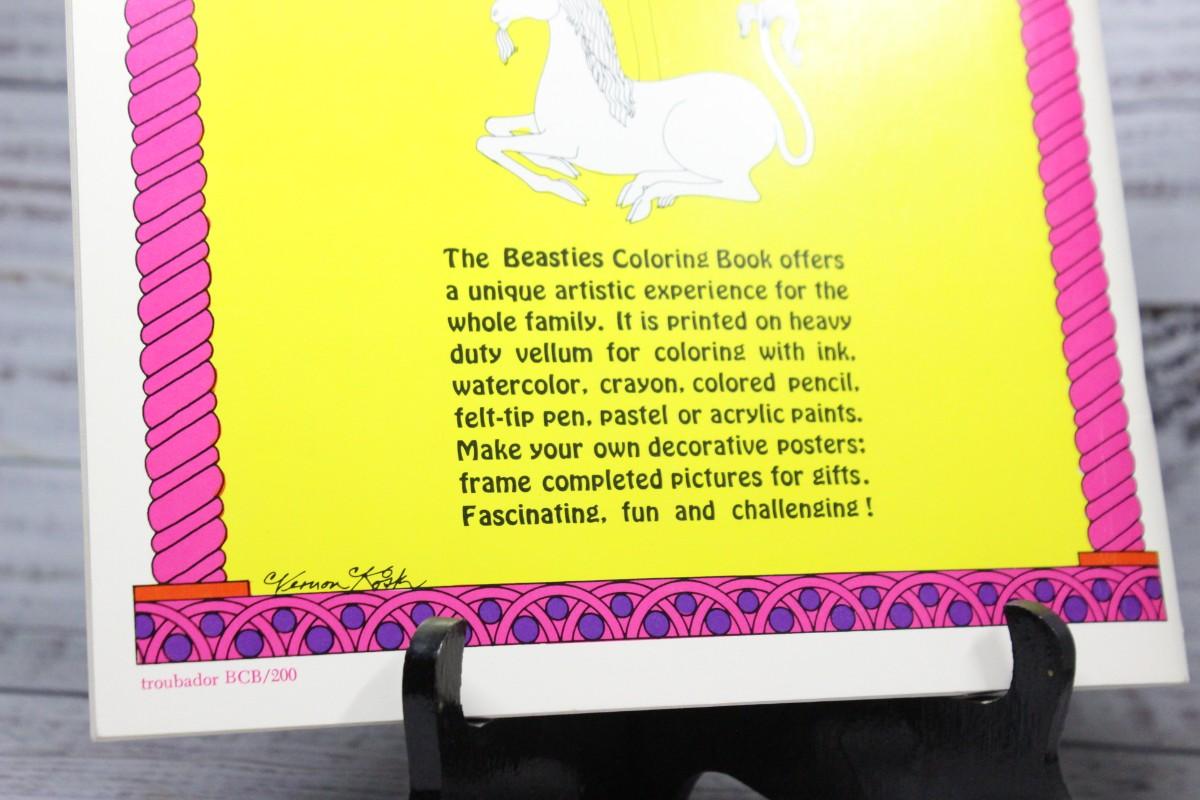 The Beasties Coloring Book offers
a unique artistic experience for the
whole family. It is printed on heavy
duty vellum for coloring with ink,
watercolor, crayon, colored pencil,
felt-tip pen, pastel or acrylic paints.
Make your own decorative posters:
frame completed pictures for gifts.
Fascinating, fun and challenging!
Vernon Koski
troubador BCB/200